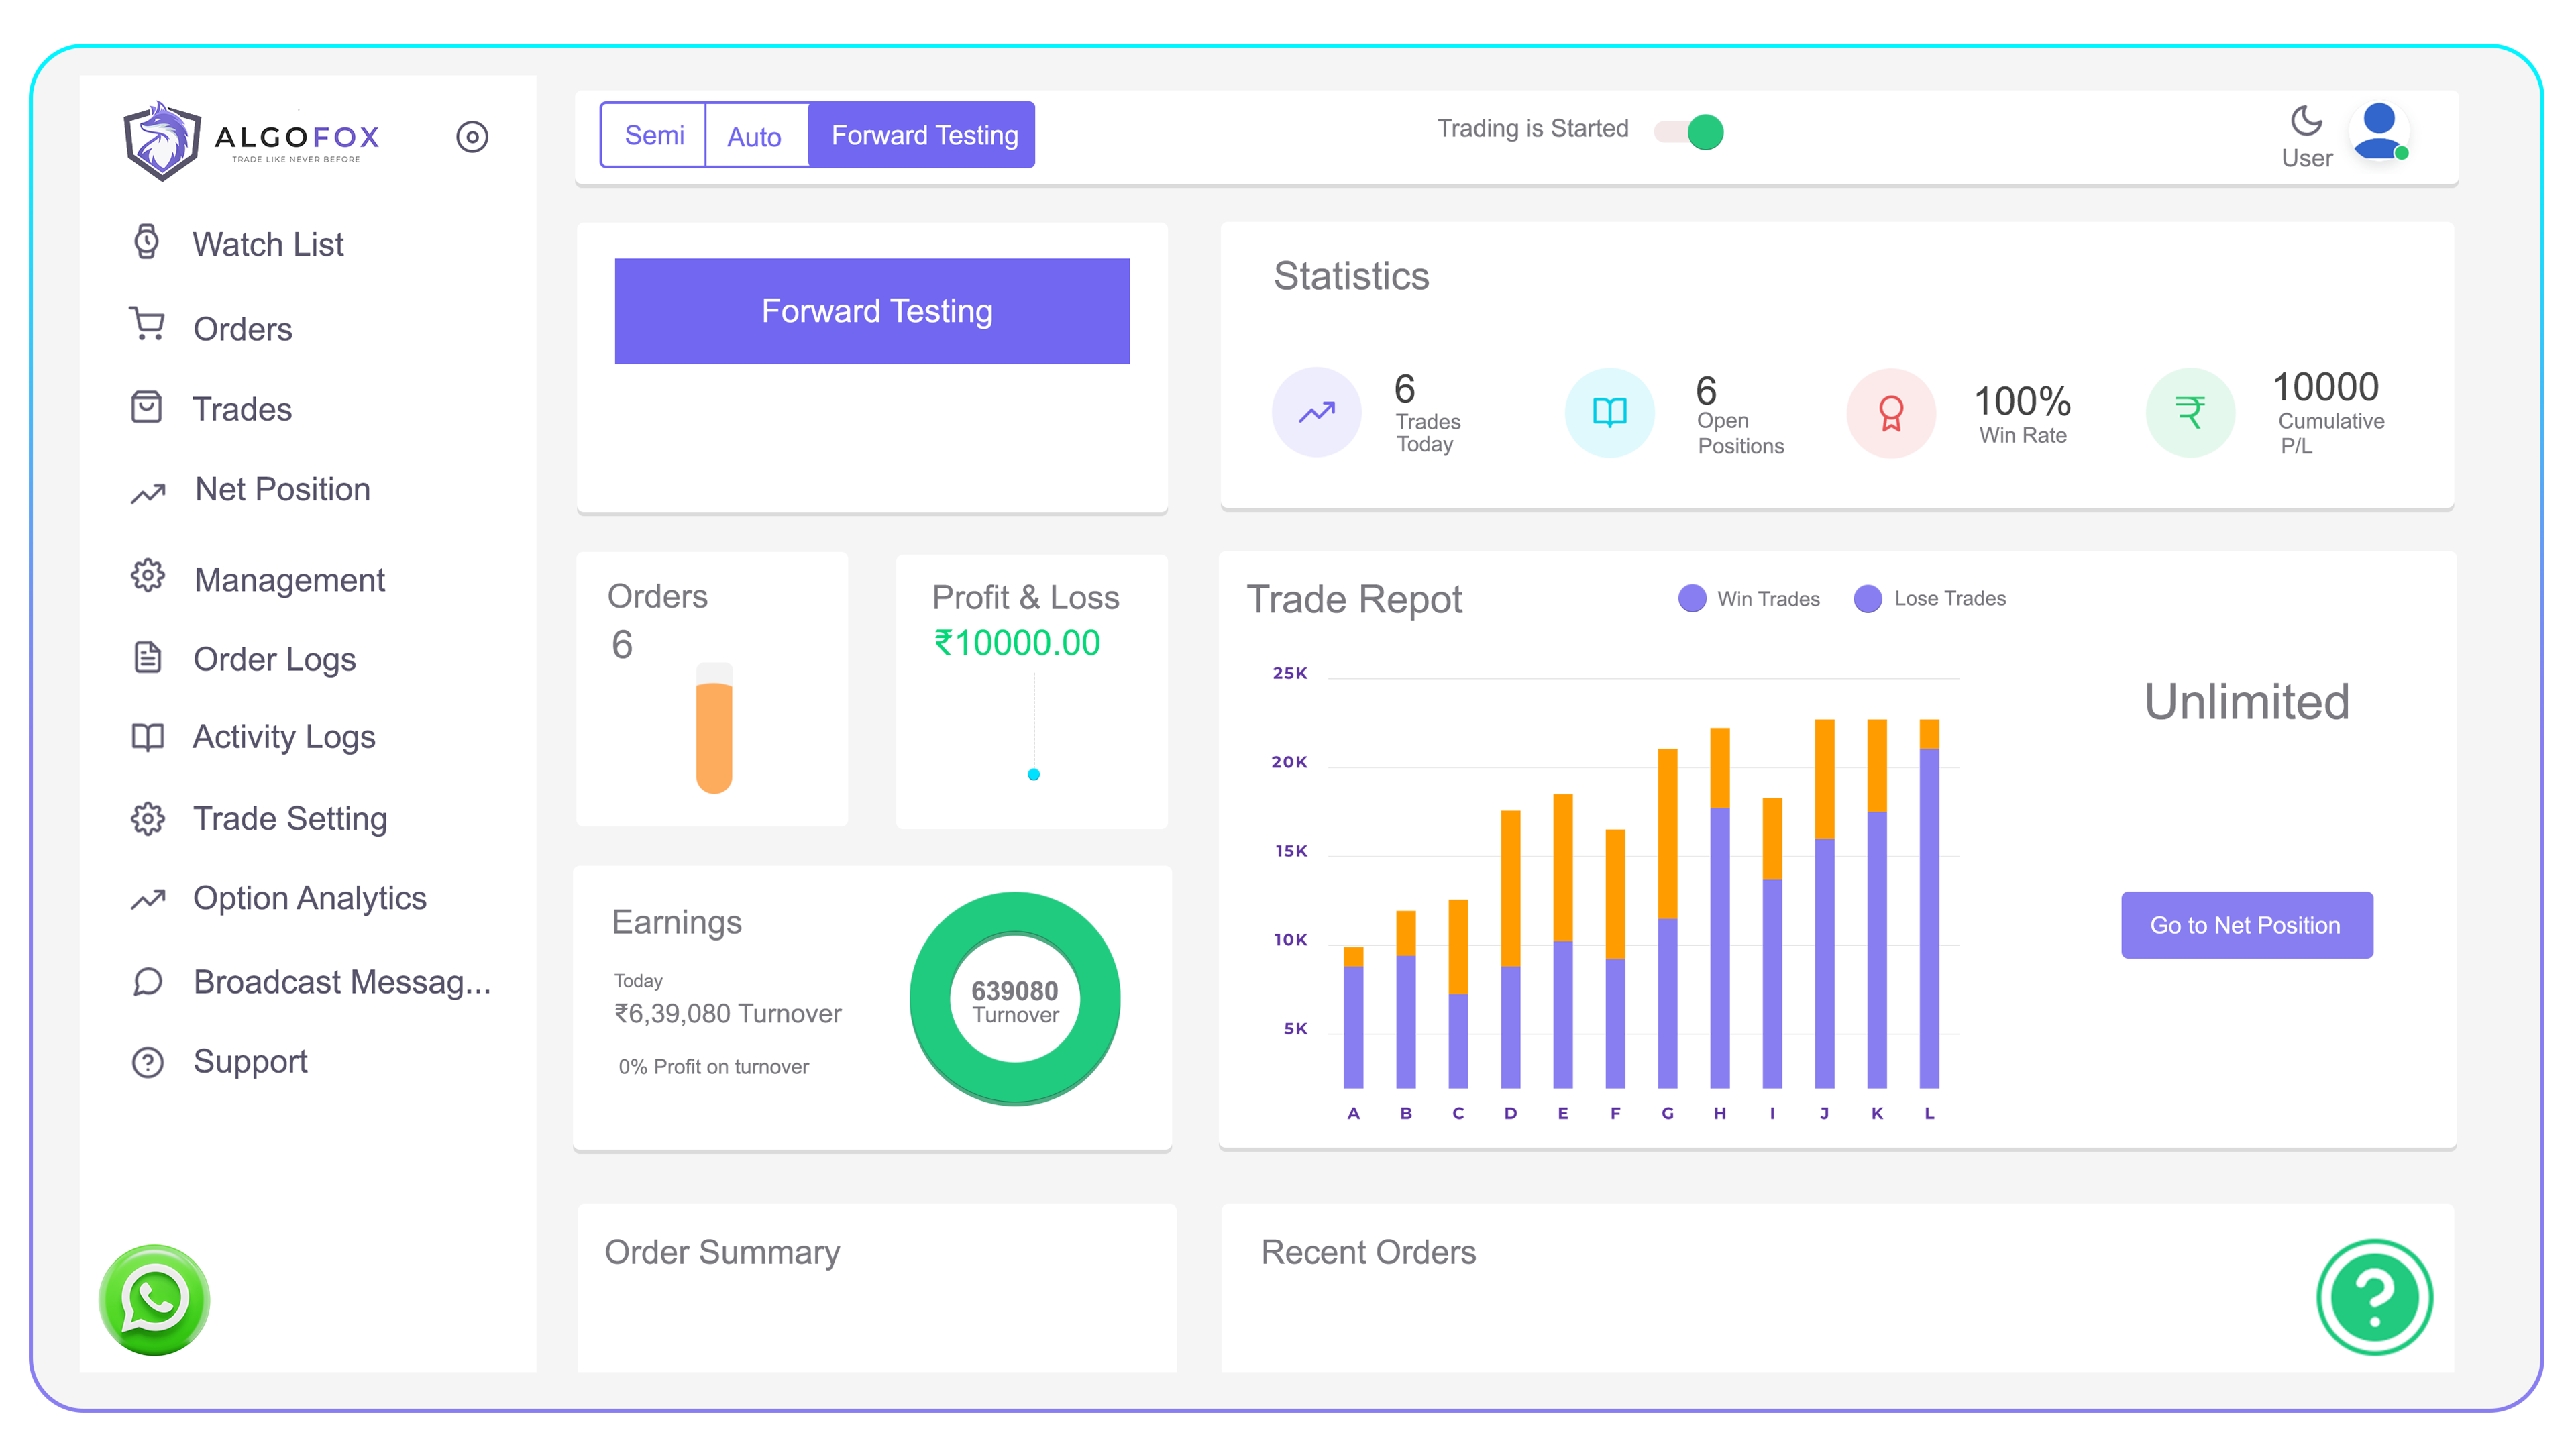 ALGOFOX
TRADE LIKE NEVER BEFORE
Watch List
Orders
Trades
Net Position
Management
Order Logs
Activity Logs
Trade Setting
Option Analytics
Broadcast Messag...
Support
Semi
Auto
Forward Testing
Trading is Started
User
Forward Testing
Statistics
6
Trades
Today
6
Open
Positions
100%
Win Rate
10000
Cumulative
P/L
Orders
6
Profit & Loss
₹10000.00
Earnings
Today
₹6,39,080 Turnover
0% Profit on turnover
639080
Turnover
Trade Repot
Win Trades
Lose Trades
25K
20K
15K
10K
5K
A B C D E F G H I J K L
Unlimited
Go to Net Position
Order Summary
Recent Orders